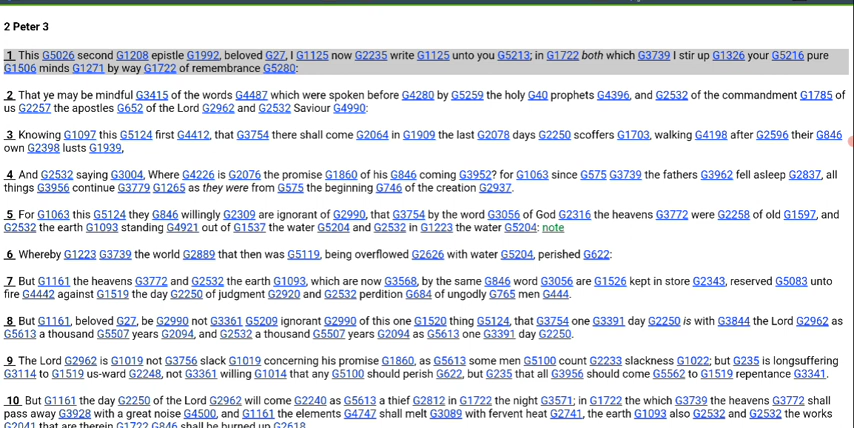 2 Peter 3
1 This G5026 second G1208 epistle G1992, beloved G27, I G1125 now G2235 write G1125 unto you G5213; in G1722 both which G3739 I stir up G1326 your G5216 pure
G1506 minds G1271 by way G1722 of remembrance G5280:
2 That ye may be mindful G3415 of the words G4487 which were spoken before G4280 by G5259 the holy G40 prophets G4396, and G2532 of the commandment G1785 of
us G2257 the apostles G652 of the Lord G2962 and G2532 Saviour G4990:
3 Knowing G1097 this G5124 first G4412, that G3754 there shall come G2064 in G1909 the last G2078 days G2250 scoffers G1703, walking G4198 after G2596 their G846
own G2398 lusts G1939,
4 And G2532 saying G3004, Where G4226 is G2076 the promise G1860 of his G846 coming G3952? for G1063 since G575 G3739 the fathers G3962 fell asleep G2837, all
things G3956 continue G3779 G1265 as they were from G575 the beginning G746 of the creation G2937.
5 For G1063 this G5124 they G846 willingly G2309 are ignorant of G2990, that G3754 by the word G3056 of God G2316 the heavens G3772 were G2258 of old G1597, and
G2532 the earth G1093 standing G4921 out of G1537 the water G5204 and G2532 in G1223 the water G5204: note
6 Whereby G1223 G3739 the world G2889 that then was G5119, being overflowed G2626 with water G5204, perished G622:
7 But G1161 the heavens G3772 and G2532 the earth G1093, which are now G3568, by the same G846 word G3056 are G1526 kept in store G2343, reserved G5083 unto
fire G4442 against G1519 the day G2250 of judgment G2920 and G2532 perdition G684 of ungodly G765 men G444.
8 But G1161, beloved G27, be G2990 not G3361 G5209 ignorant G2990 of this one G1520 thing G5124, that G3754 one G3391 day G2250 is with G3844 the Lord G2962 as
G5613 a thousand G5507 years G2094, and G2532 a thousand G5507 years G2094 as G5613 one G3391 day G2250.
9 The Lord G2962 is G1019 not G3756 slack G1019 concerning his promise G1860, as G5613 some men G5100 count G2233 slackness G1022; but G235 is longsuffering
G3114 to G1519 us-ward G2248, not G3361 willing G1014 that any G5100 should perish G622, but G235 that all G3956 should come G5562 to G1519 repentance G3341.
10 But G1161 the day G2250 of the Lord G2962 will come G2240 as G5613 a thief G2812 in G1722 the night G3571; in G1722 the which G3739 the heavens G3772 shall
pass away G3928 with a great noise G4500, and G1161 the elements G4747 shall melt G3089 with fervent heat G2741, the earth G1093 also G2532 and G2532 the works
G2041 that are therein G1722 G846 shall be burned up G2618.